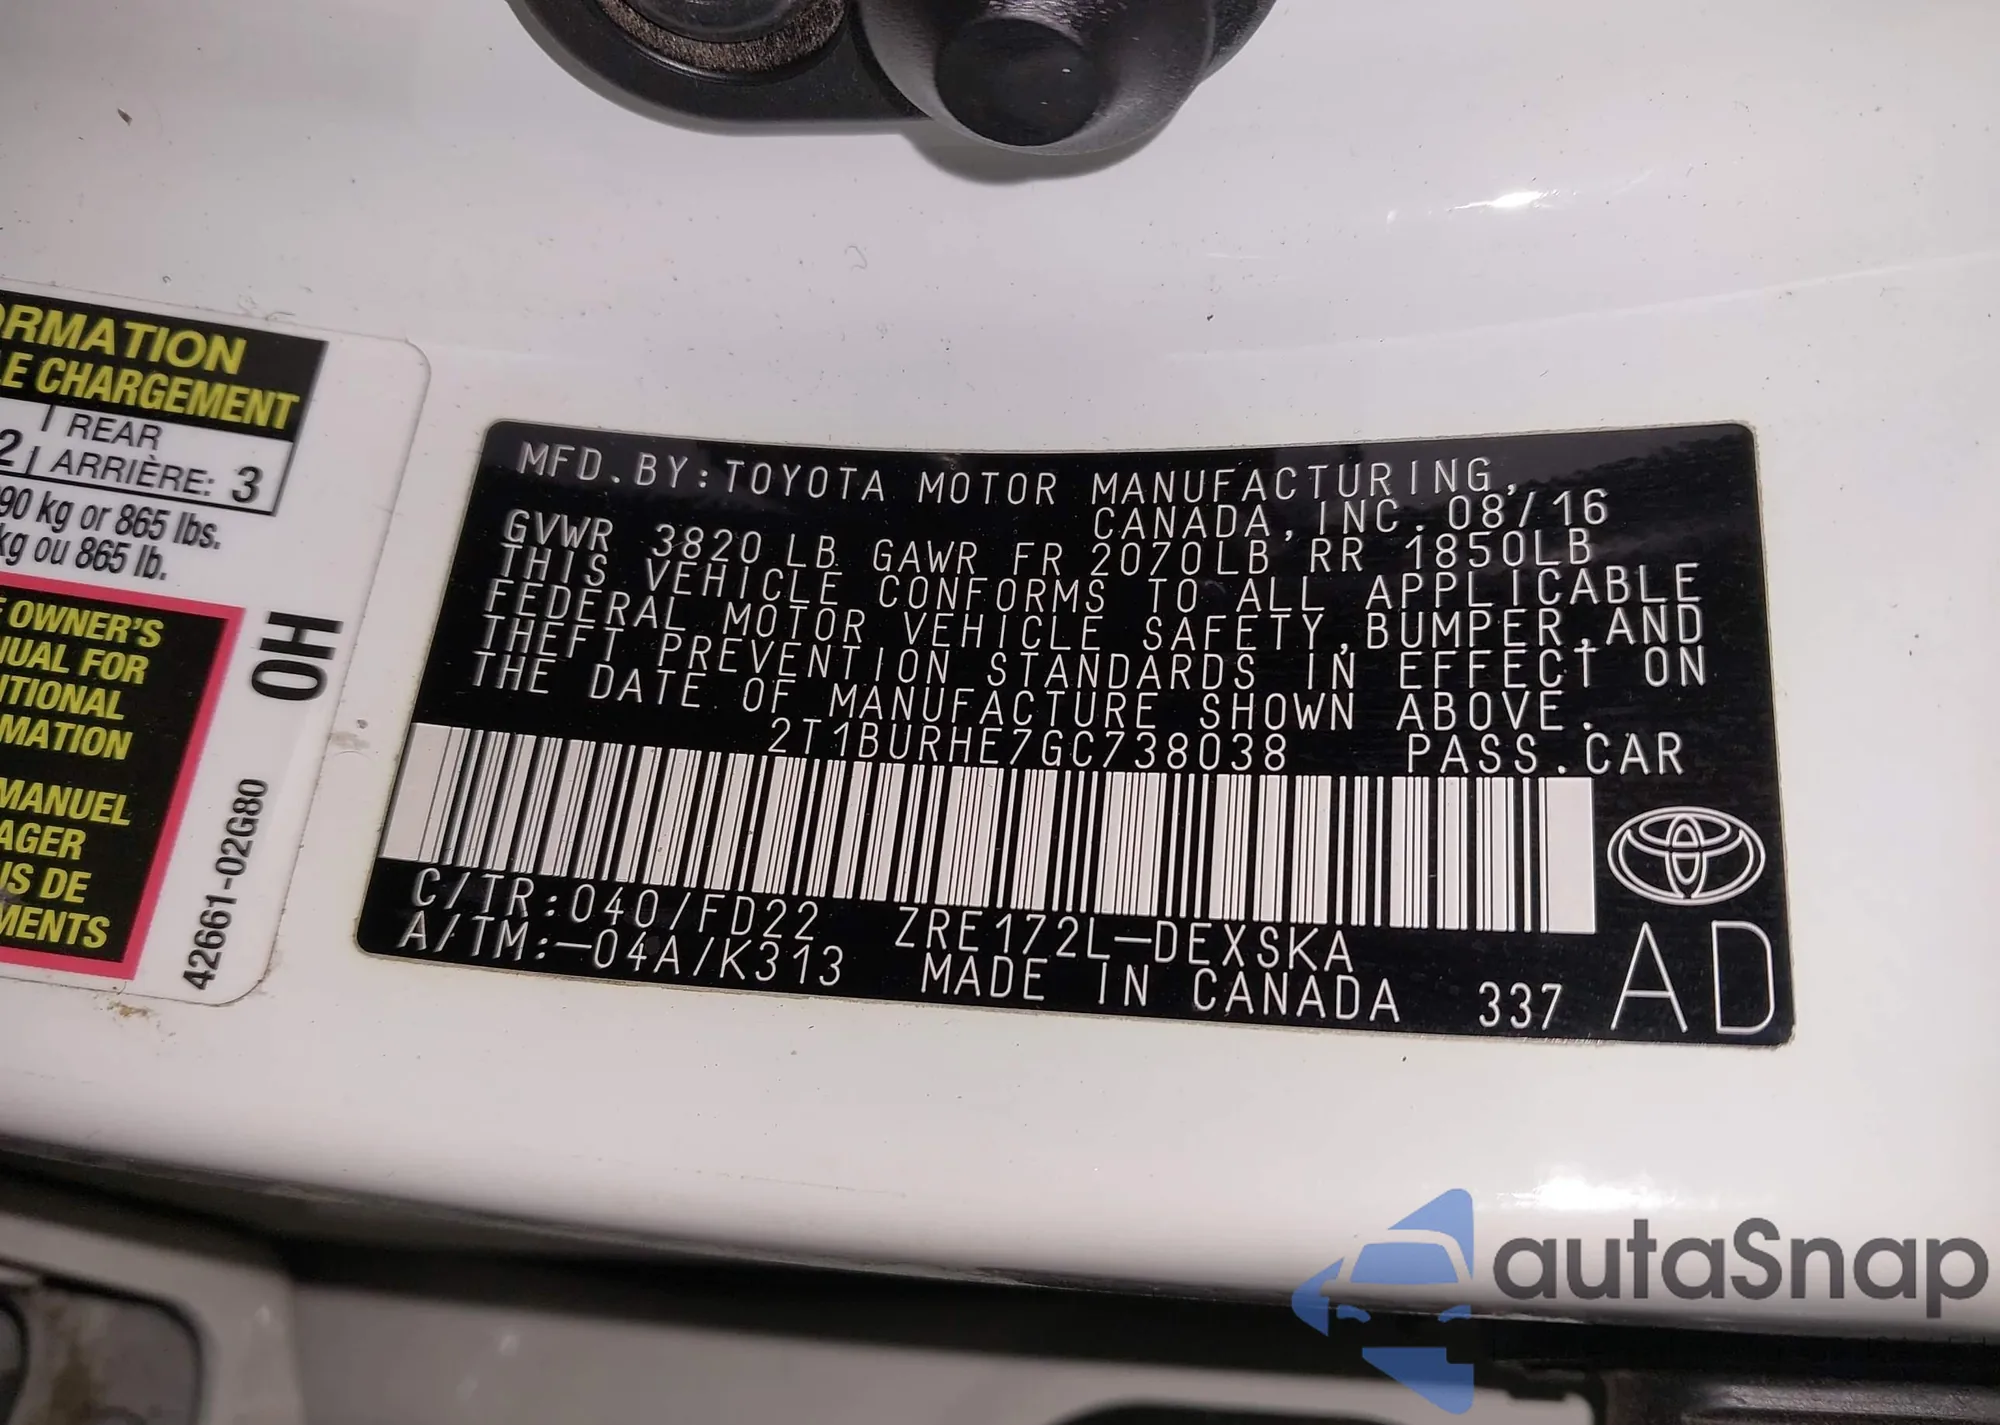 ORMATION
LE CHARGEMENT
2 | REAR
| ARRIÈRE: 3
90 kg or 865 lbs.
kg ou 865 lb.
E OWNER'S
NUAL FOR
ITIONAL
MATION
MANUEL
AGER
US DE
MENTS
OH
42661-02G80
MFD.BY:TOYOTA MOTOR MANUFACTURING,
CANADA,INC.08/16
GVWR 3820LB GAWR FR 2070LB RR 1850LB
THIS VEHICLE CONFORMS TO ALL APPLICABLE
FEDERAL MOTOR VEHICLE SAFETY,BUMPER,AND
THEFT PREVENTION STANDARDS IN EFFECT ON
THE DATE OF MANUFACTURE SHOWN ABOVE.
2T1BURHE7GC738038 PASS.CAR
C/TR:040/FD22 ZRE172L-DEXSKA
A/TM:-04A/K313 MADE IN CANADA 337 AD
autaSnap